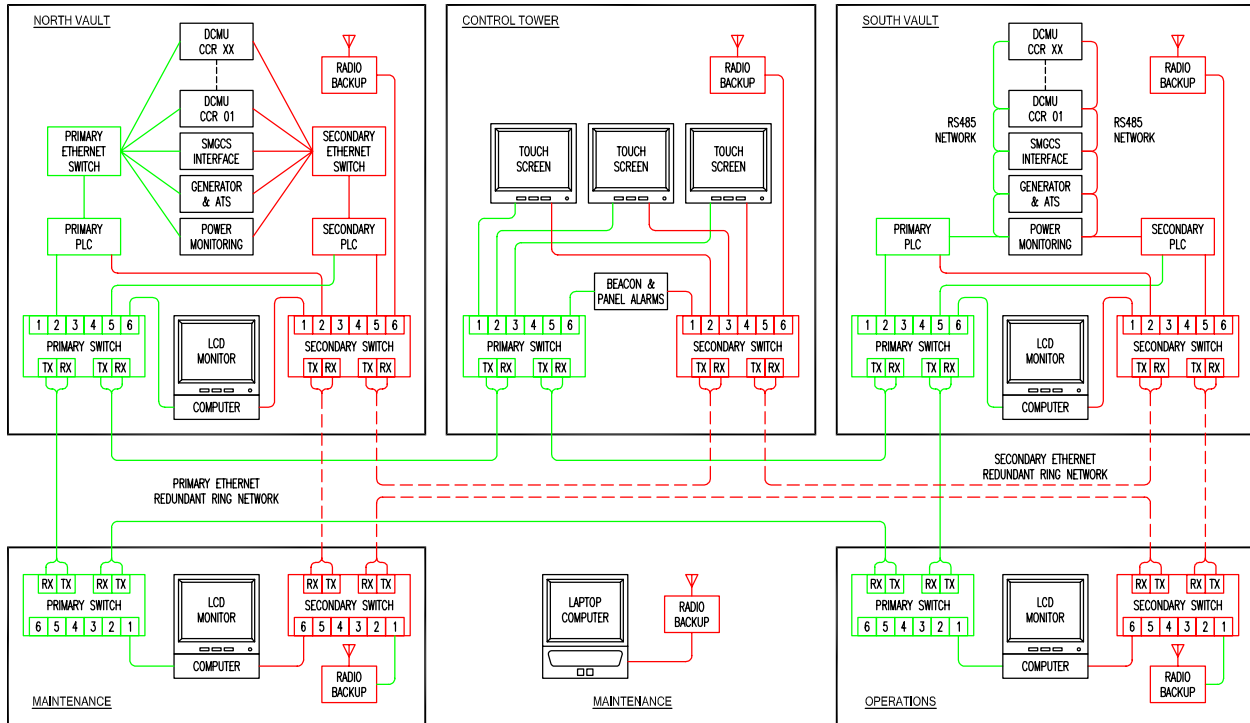 NORTH VAULT
DCMU
CCR XX
RADIO
BACKUP
DCMU
CCR 01
PRIMARY
ETHERNET
SWITCH
SMGCS
INTERFACE
SECONDARY
ETHERNET
SWITCH
GENERATOR
& ATS
PRIMARY
PLC
POWER
MONITORING
SECONDARY
PLC
1 2 3 4 5 6
PRIMARY SWITCH
TX RX TX RX
LCD
MONITOR
COMPUTER
1 2 3 4 5 6
SECONDARY SWITCH
TX RX TX RX
CONTROL TOWER
RADIO
BACKUP
TOUCH
SCREEN
TOUCH
SCREEN
TOUCH
SCREEN
BEACON &
PANEL ALARMS
1 2 3 4 5 6
PRIMARY SWITCH
TX RX TX RX
1 2 3 4 5 6
SECONDARY SWITCH
TX RX TX RX
SOUTH VAULT
DCMU
CCR XX
RADIO
BACKUP
RS485
NETWORK
DCMU
CCR 01
RS485
NETWORK
SMGCS
INTERFACE
GENERATOR
& ATS
PRIMARY
PLC
POWER
MONITORING
SECONDARY
PLC
1 2 3 4 5 6
PRIMARY SWITCH
TX RX TX RX
LCD
MONITOR
COMPUTER
1 2 3 4 5 6
SECONDARY SWITCH
TX RX TX RX
PRIMARY ETHERNET
REDUNDANT RING NETWORK
SECONDARY ETHERNET
REDUNDANT RING NETWORK
RX TX RX TX
PRIMARY SWITCH
6 5 4 3 2 1
LCD
MONITOR
COMPUTER
RX TX RX TX
SECONDARY SWITCH
6 5 4 3 2 1
RADIO
BACKUP
MAINTENANCE
LAPTOP
COMPUTER
RADIO
BACKUP
MAINTENANCE
RX TX RX TX
PRIMARY SWITCH
6 5 4 3 2 1
LCD
MONITOR
COMPUTER
RX TX RX TX
SECONDARY SWITCH
6 5 4 3 2 1
RADIO
BACKUP
OPERATIONS